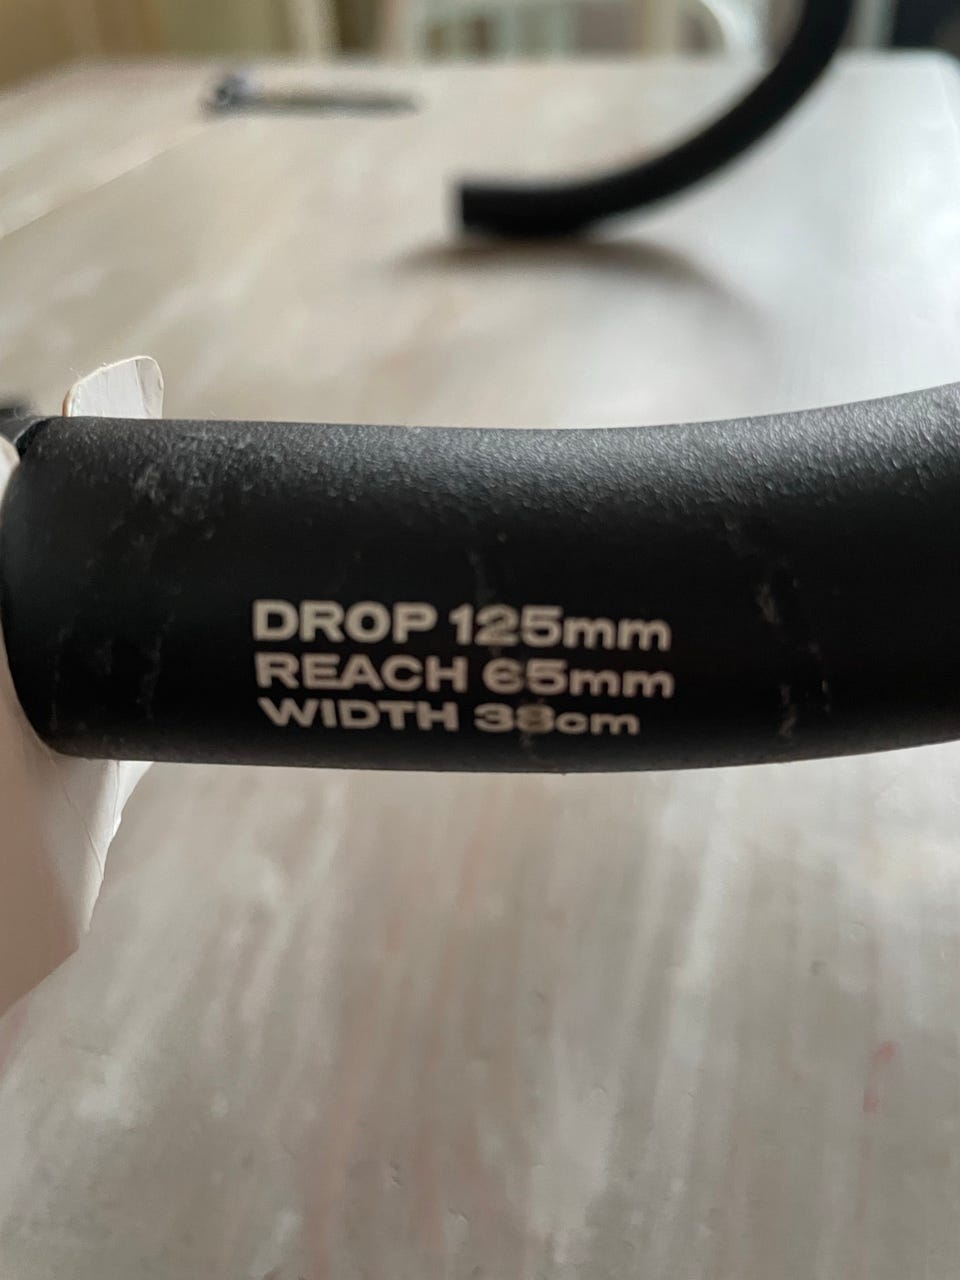 DROP 125mm
REACH 65mm
WIDTH 38cm